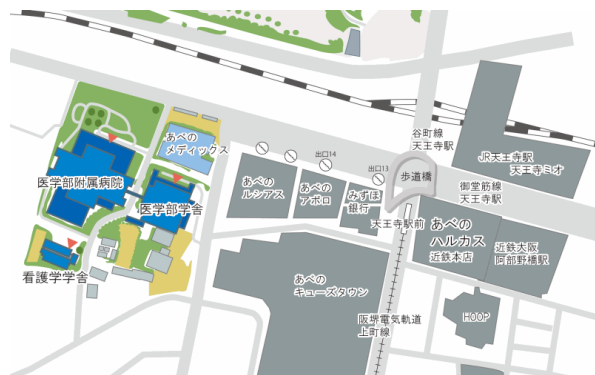 谷町線
天王寺駅
JR天王寺駅
天王寺ミオ
あべの
メディックス
出口14
出口13
歩道橋
医学部附属病院
医学部学舎
あべの
ルシアス
あべの
アポロ
みずほ
銀行
御堂筋線
天王寺駅
天王寺駅前
あべの
ハルカス
近鉄本店
近鉄大阪
阿部野橋駅
看護学学舎
あべの
キューズタウン
阪堺電気軌道
上町線
HOOP